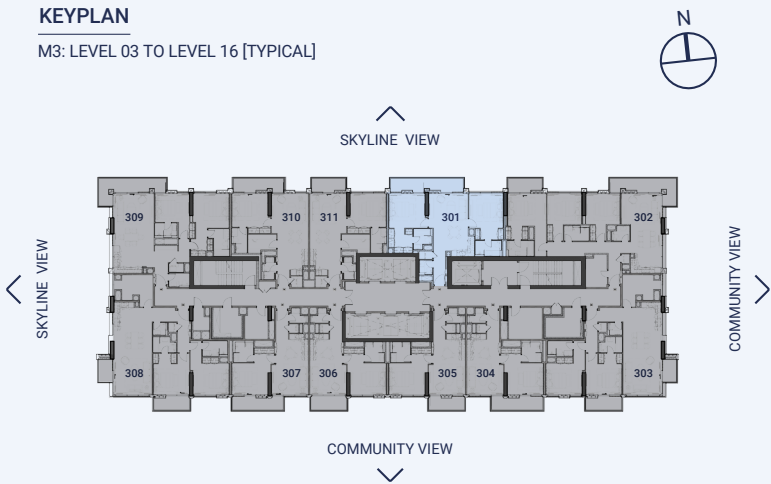 KEYPLAN
M3: LEVEL 03 TO LEVEL 16 [TYPICAL]
N
SKYLINE VIEW
309
310
311
301
302
SKYLINE VIEW
COMMUNITY VIEW
308
307
306
305
304
303
COMMUNITY VIEW